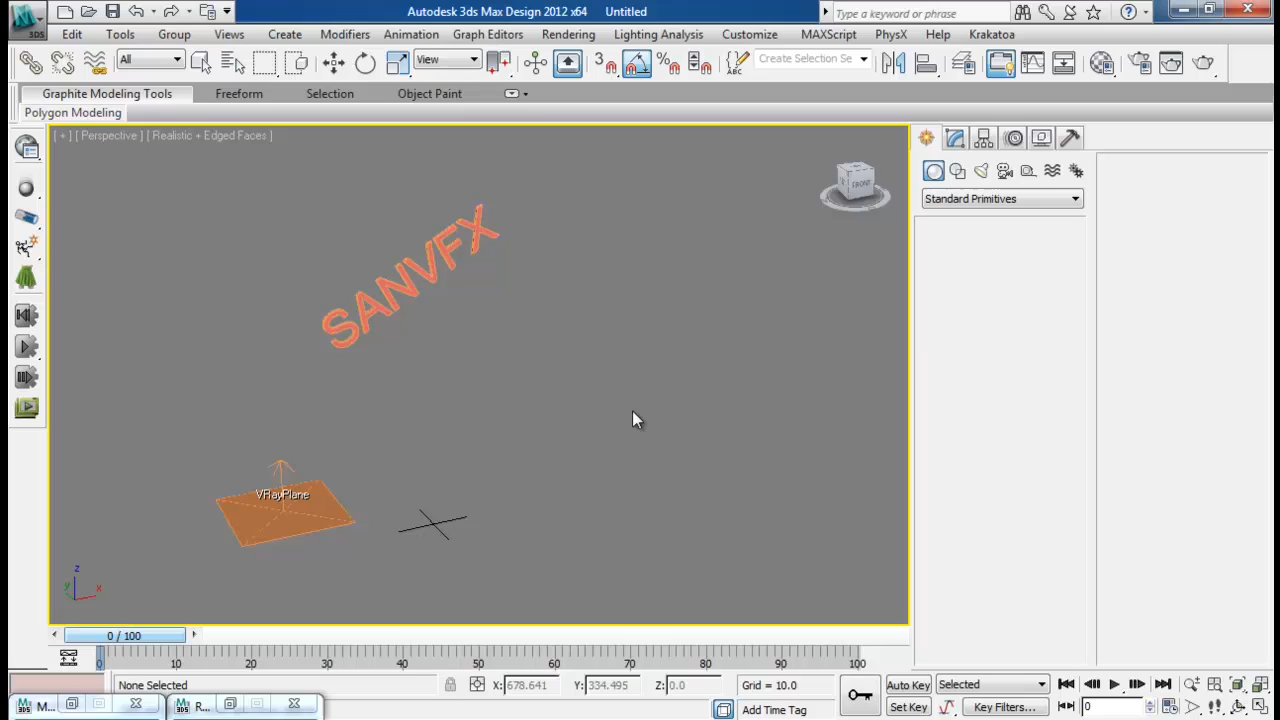 Autodesk 3ds Max Design 2012 x64 Untitled
Type a keyword or phrase
3DS
Edit Tools Group Views Create Modifiers Animation Graph Editors Rendering Lighting Analysis Customize MAXScript PhysX Help Krakatoa
All View 3 Create Selection Se
Graphite Modeling Tools Freeform Selection Object Paint
Polygon Modeling
[ + ] [ Perspective ] [ Realistic + Edged Faces ]
FRONT
Standard Primitives
SANVFX
VRayPlane
z
y x
0 / 100
0 10 20 30 40 50 60 70 80 90 100
None Selected X: 678.641 Y: 334.495 Z: 0.0 Grid = 10.0 Auto Key Selected
M... R... Add Time Tag Set Key Key Filters... 0